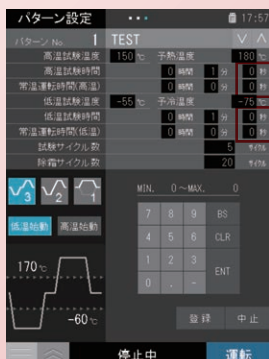 パターン設定 17:57
パターン No. 1 TEST
高温試験温度 150 ℃ 予熱温度 180 ℃
高温試験時間 0 時間 1 分 0 秒
常温運転時間(高温) 0 時間 0 分 0 秒
低温試験温度 -55 ℃ 予冷温度 -75 ℃
低温試験時間 0 時間 1 分 0 秒
常温運転時間(低温) 0 時間 0 分 0 秒
試験サイクル数 5 サイクル
除霜サイクル数 20 サイクル
3 2 1
MIN. 0～MAX. 0
7 8 9 BS
低温始動 高温始動
4 5 6 CLR
1 2 3
ENT
0 . -
170 ℃
-60 ℃
登録 中止
停止中 運転